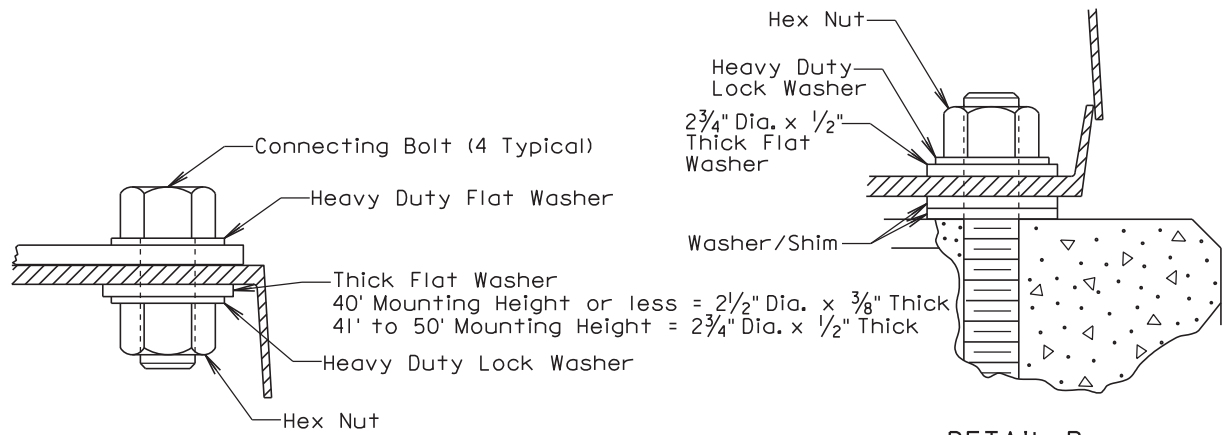 Connecting Bolt (4 Typical)
Heavy Duty Flat Washer
Thick Flat Washer
40' Mounting Height or less = 2½" Dia. x ⅜" Thick
41' to 50' Mounting Height = 2¾" Dia. x ½" Thick
Heavy Duty Lock Washer
Hex Nut
Hex Nut
Heavy Duty
Lock Washer
2¾" Dia. x ½"
Thick Flat
Washer
Washer/Shim